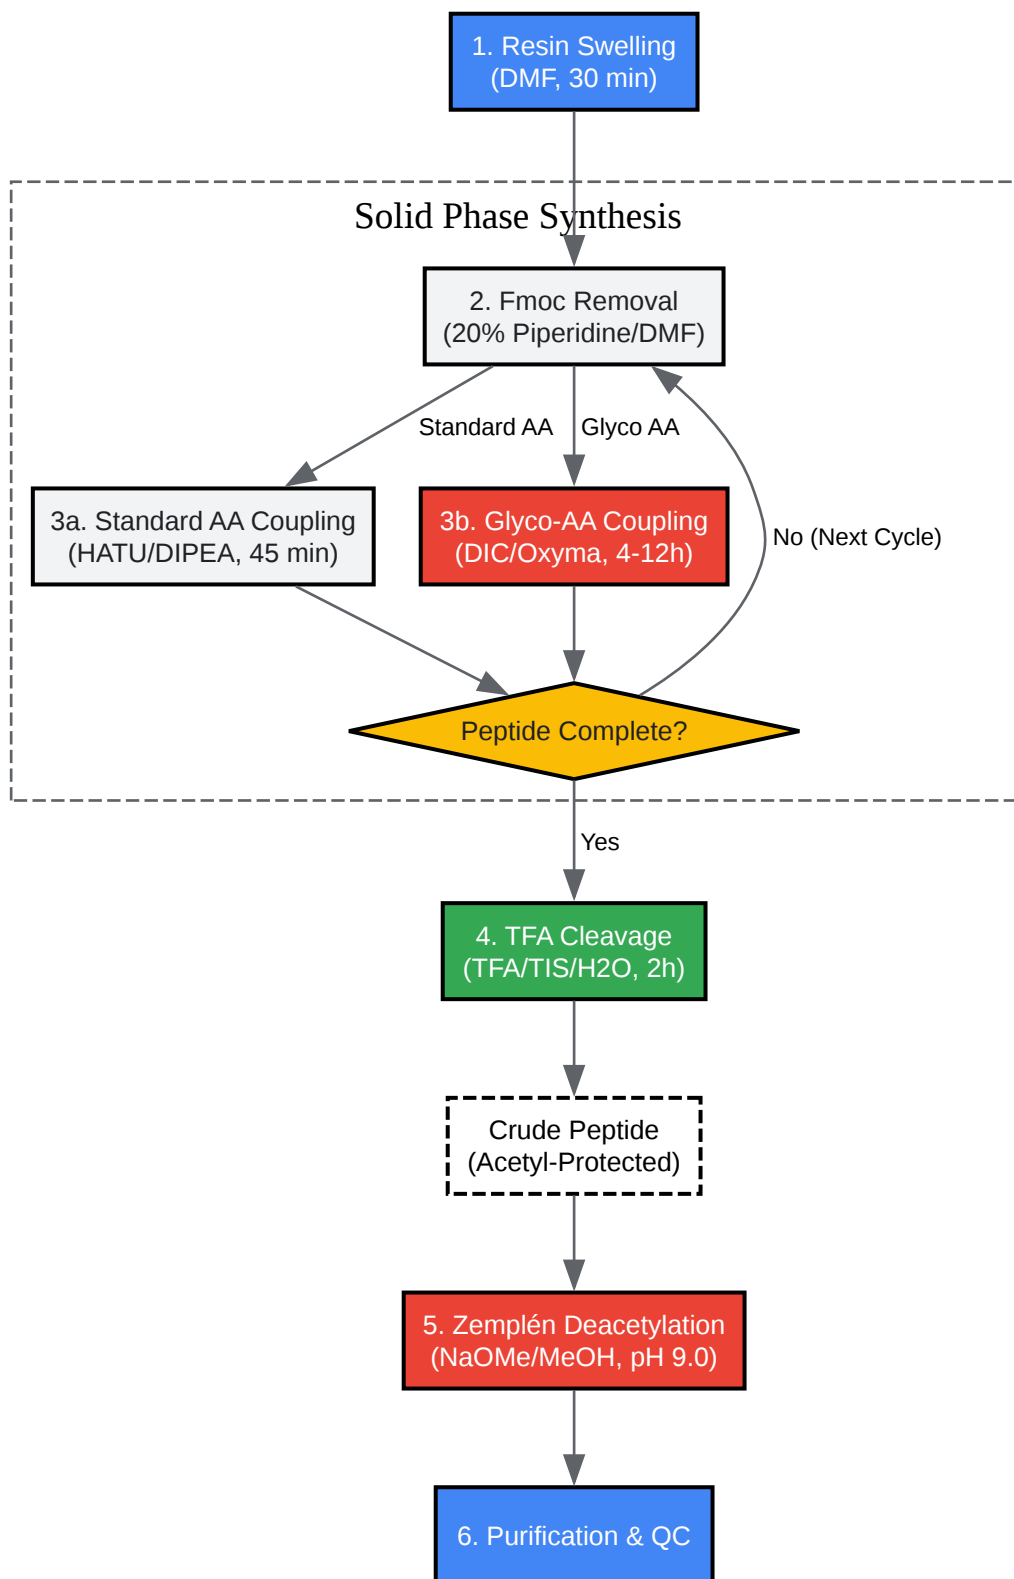 1. Resin Swelling
(DMF, 30 min)
Solid Phase Synthesis
2. Fmoc Removal
(20% Piperidine/DMF)
Standard AA
Glyco AA
3a. Standard AA Coupling
(HATU/DIPEA, 45 min)
3b. Glyco-AA Coupling
(DIC/Oxyma, 4-12h)
No (Next Cycle)
Peptide Complete?
Yes
4. TFA Cleavage
(TFA/TIS/H2O, 2h)
Crude Peptide
(Acetyl-Protected)
5. Zemplén Deacetylation
(NaOMe/MeOH, pH 9.0)
6. Purification & QC